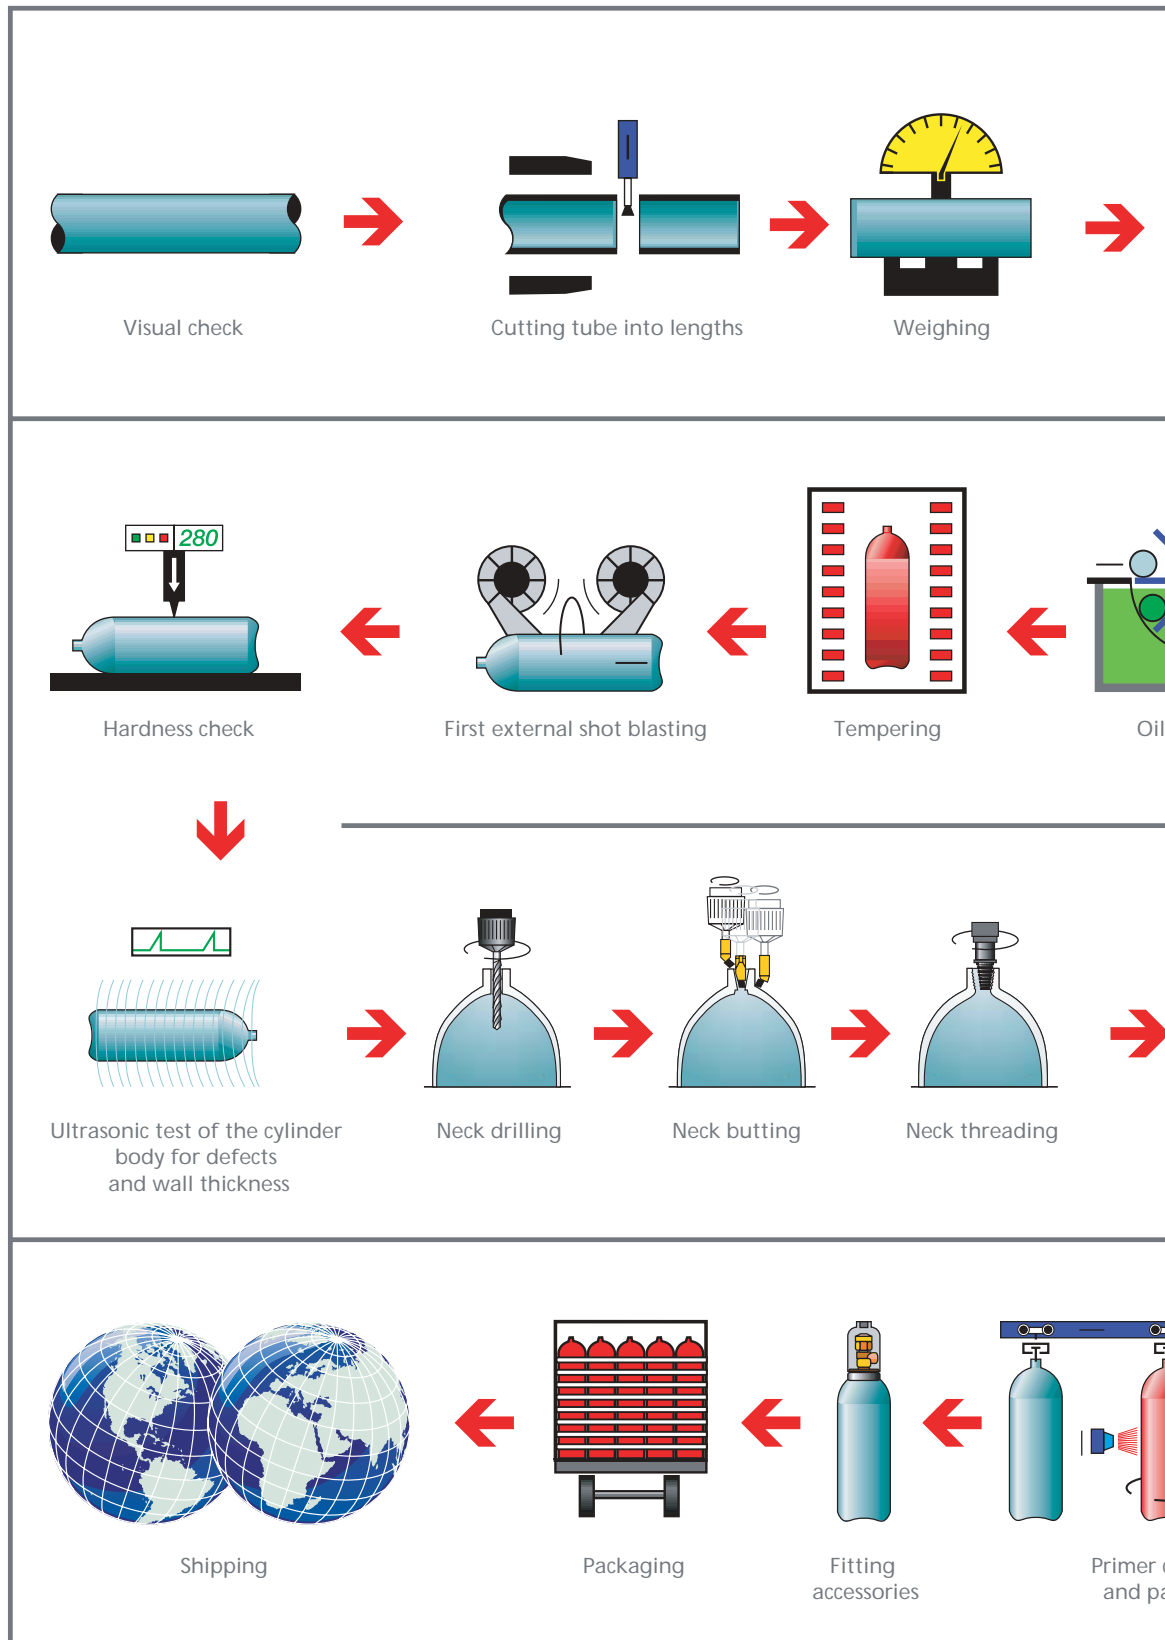 Visual check
Cutting tube into lengths
Weighing
280
Hardness check
First external shot blasting
Tempering
Oil
Ultrasonic test of the cylinder
body for defects
and wall thickness
Neck drilling
Neck butting
Neck threading
Shipping
Packaging
Fitting
accessories
Primer
and